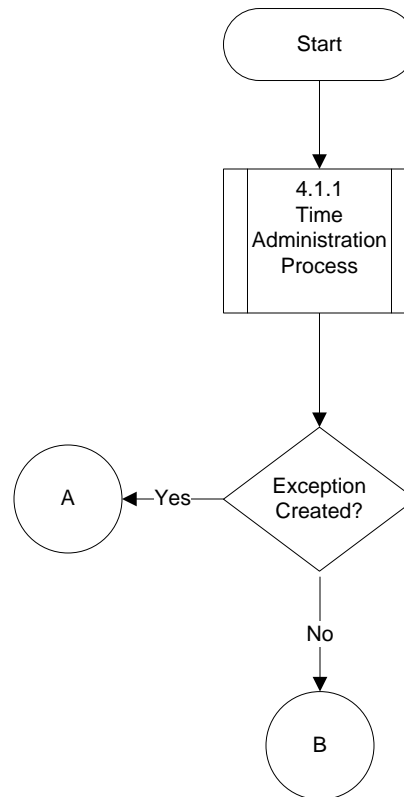 Start
4.1.1
Time
Administration
Process
Exception
Created?
Yes
A
No
B